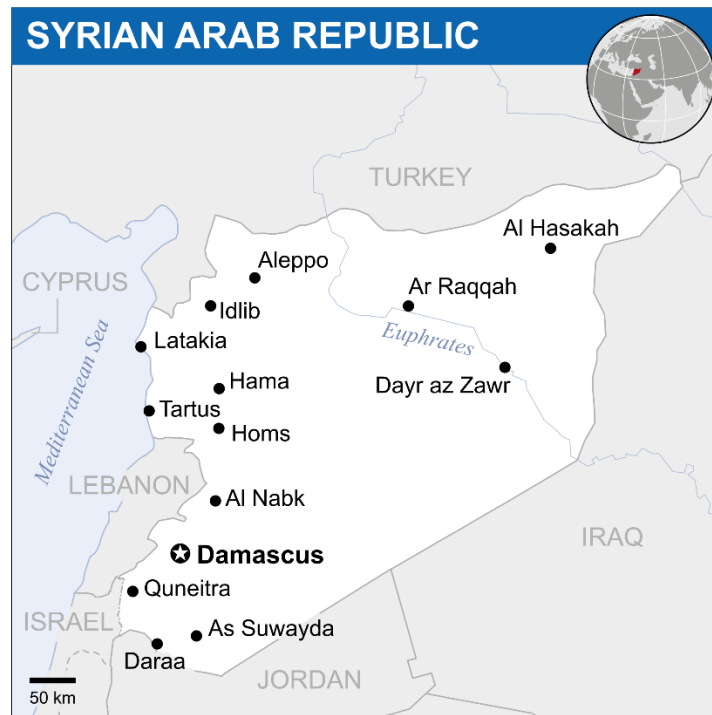 SYRIAN ARAB REPUBLIC
TURKEY
Al Hasakah
Aleppo
CYPRUS
Ar Raqqah
Idlib
Euphrates
Latakia
Mediterranean Sea
Hama
Dayr az Zawr
Tartus
Homs
LEBANON
Al Nabk
IRAQ
Damascus
Quneitra
ISRAEL
As Suwayda
Daraa
JORDAN
50 km